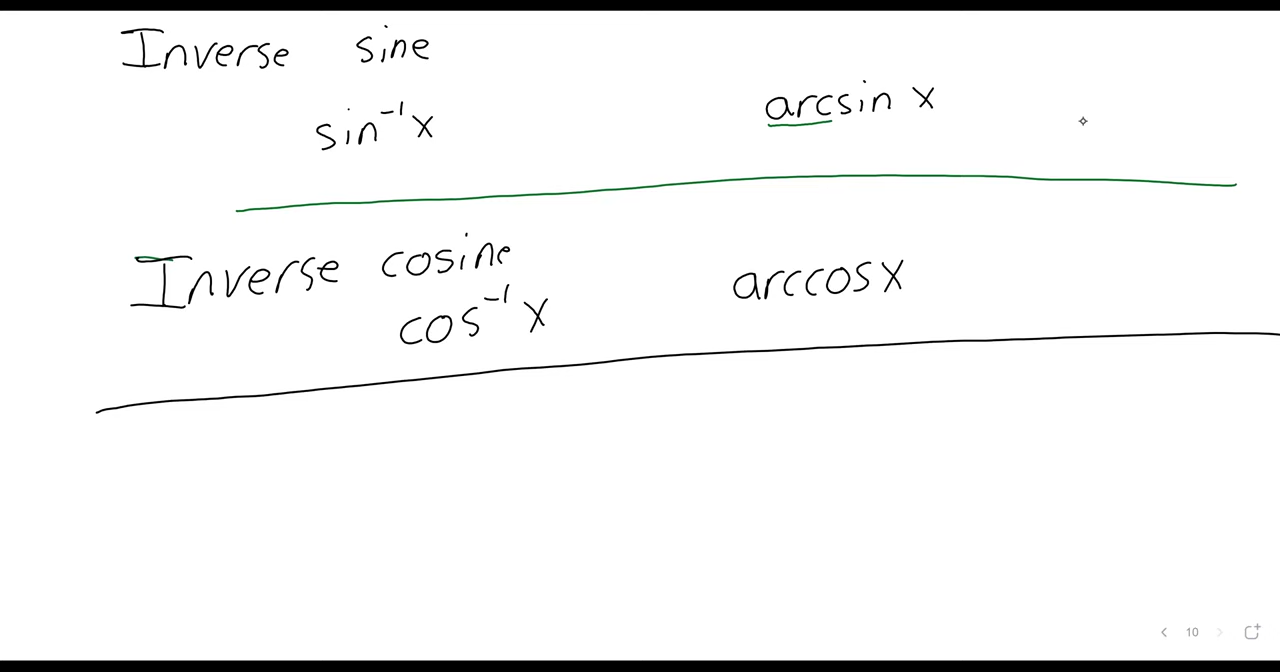 Inverse sine
sin⁻¹x arcsin x
Inverse cosine
cos⁻¹x arccosx
10